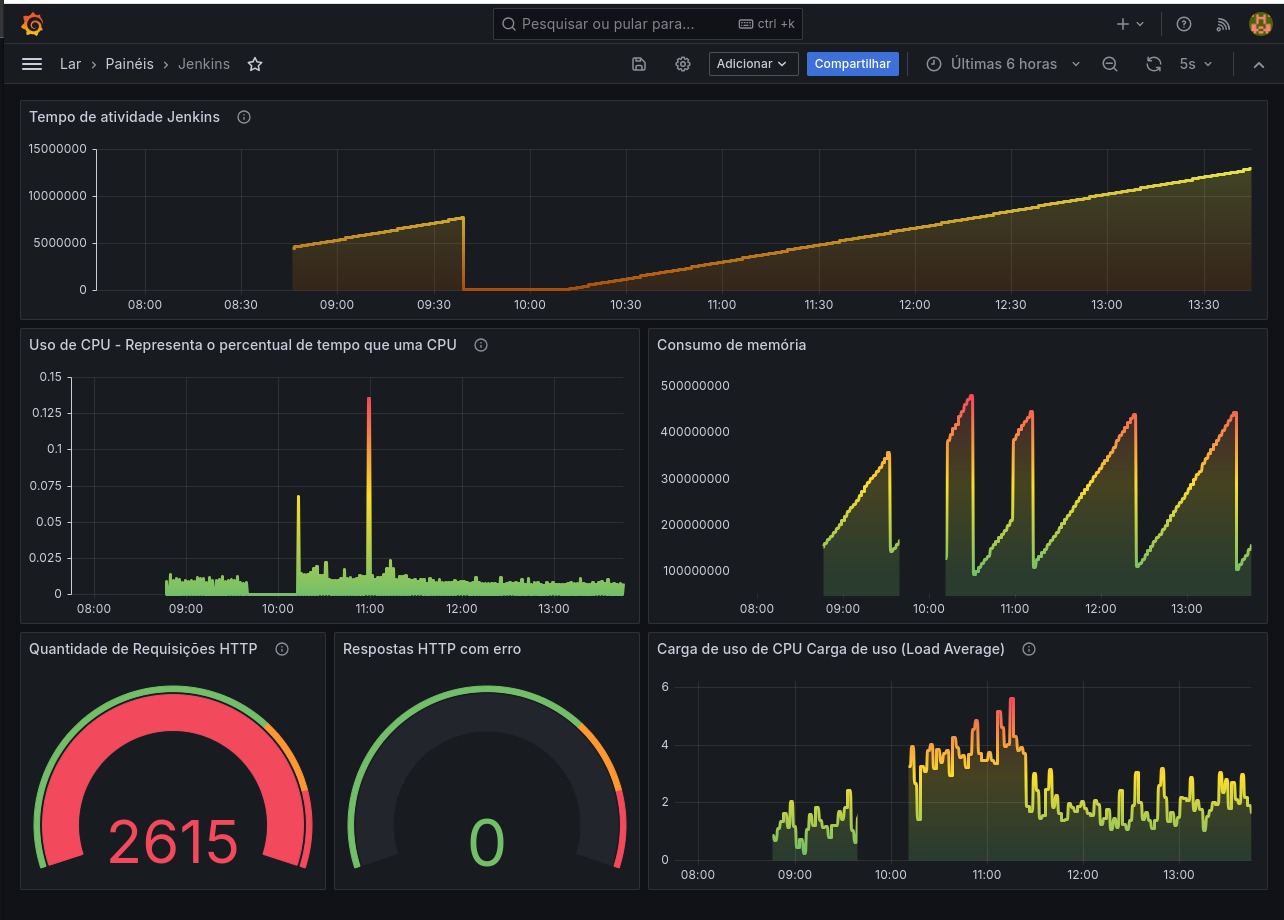 Pesquisar ou pular para... ctrl +k
Lar › Painéis › Jenkins Adicionar Compartilhar Últimas 6 horas 5s
Tempo de atividade Jenkins
15000000
10000000
5000000
0
08:00 08:30 09:00 09:30 10:00 10:30 11:00 11:30 12:00 12:30 13:00 13:30
Uso de CPU - Representa o percentual de tempo que uma CPU
0.15
0.125
0.1
0.075
0.05
0.025
0
08:00 09:00 10:00 11:00 12:00 13:00
Consumo de memória
500000000
400000000
300000000
200000000
100000000
08:00 09:00 10:00 11:00 12:00 13:00
Quantidade de Requisições HTTP
2615
Respostas HTTP com erro
0
Carga de uso de CPU Carga de uso (Load Average)
6
4
2
0
08:00 09:00 10:00 11:00 12:00 13:00